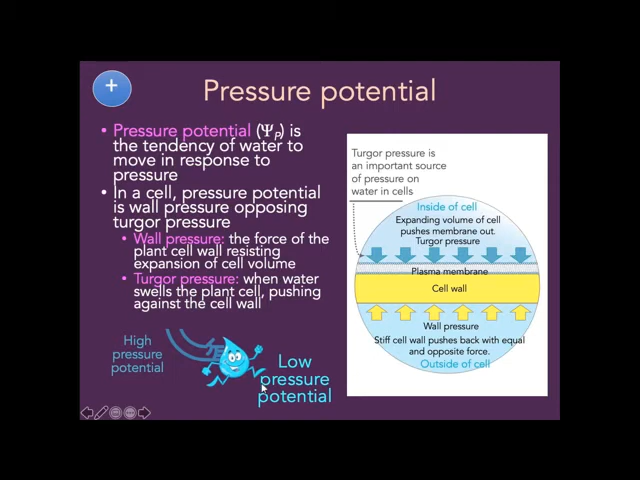 +
Pressure potential
• Pressure potential (Ψp) is
the tendency of water to
move in response to
pressure
• In a cell, pressure potential
is wall pressure opposing
turgor pressure
• Wall pressure: the force of the
plant cell wall resisting
expansion of cell volume
• Turgor pressure: when water
swells the plant cell, pushing
against the cell wall
High
pressure
potential
Low
pressure
potential
Turgor pressure is
an important source
of pressure on
water in cells
Inside of cell
Expanding volume of cell
pushes membrane out.
Turgor pressure
Plasma membrane
Cell wall
Wall pressure
Stiff cell wall pushes back with equal
and opposite force.
Outside of cell